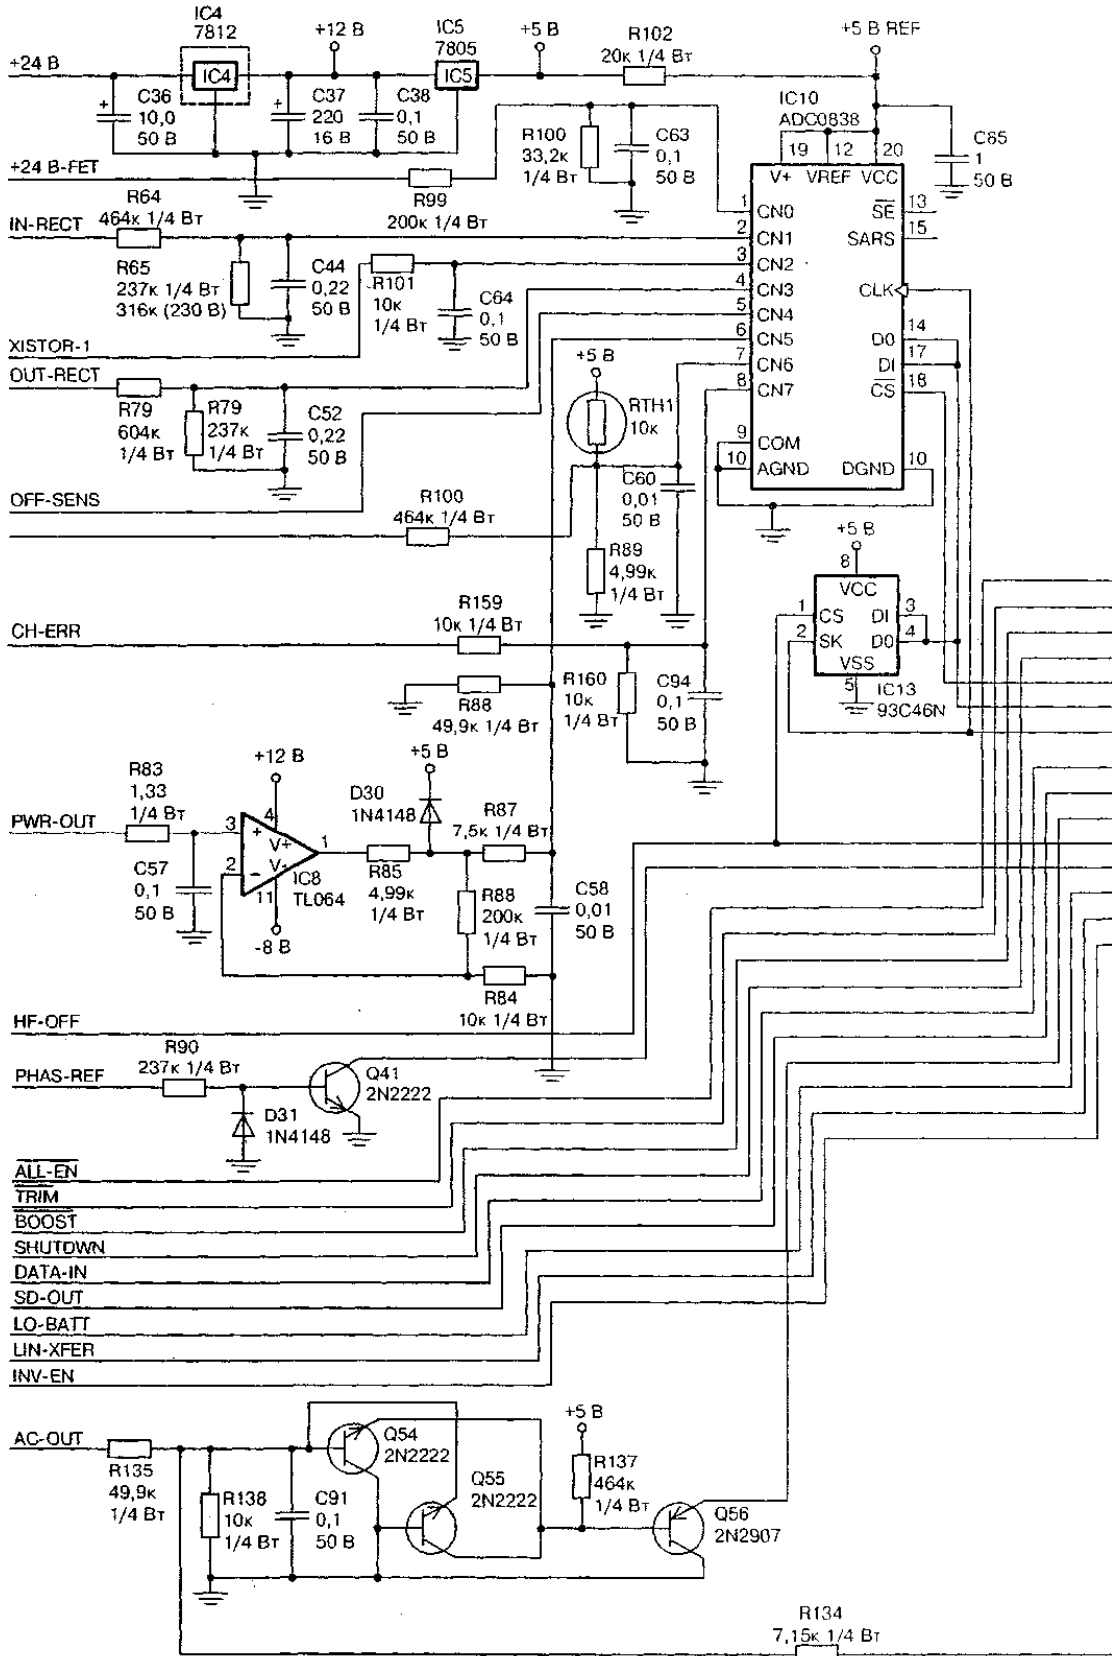 IC4
7812
+24 В
IC4
C36
10,0
50 В
+12 В
C37
220
16 В
C38
0,1
50 В
IC5
7805
IC5
+5 В
R102
20к 1/4 Вт
+5 В REF
IC10
ADC0838
19 12 20
V+ VREF VCC
C65
1
50 В
R100
33,2к
1/4 Вт
C63
0,1
50 В
+24 В-FET
R99
200к 1/4 Вт
R64
464к 1/4 Вт
IN-RECT
R65
237к 1/4 Вт
316к (230 В)
C44
0,22
50 В
R101
10к
1/4 Вт
C64
0,1
50 В
1 CN0
2 CN1
3 CN2
4 CN3
5 CN4
6 CN5
7 CN6
8 CN7
9 COM
10 AGND
SE 13
SARS 15
CLK
D0 14
DI 17
CS 18
DGND 10
XISTOR-1
OUT-RECT
R79
604к
1/4 Вт
R79
237к
1/4 Вт
C52
0,22
50 В
+5 В
RTH1
10к
OFF-SENS
R100
464к 1/4 Вт
C60
0,01
50 В
R89
4,99к
1/4 Вт
+5 В
8
VCC
1 CS DI 3
2 SK D0 4
VSS
5
IC13
93C46N
CH-ERR
R159
10к 1/4 Вт
R160
10к
1/4 Вт
C94
0,1
50 В
R88
49,9к 1/4 Вт
R83
1,33
1/4 Вт
PWR-OUT
C57
0,1
50 В
+12 В
4
3 +
V+
1
2 −
V-
11
IC8
TL064
-8 В
+5 В
D30
1N4148
R85
4,99к
1/4 Вт
R87
7,5к 1/4 Вт
R88
200к
1/4 Вт
C58
0,01
50 В
R84
10к 1/4 Вт
HF-OFF
R90
237к 1/4 Вт
PHAS-REF
D31
1N4148
Q41
2N2222
ALL-EN
TRIM
BOOST
SHUTDWN
DATA-IN
SD-OUT
LO-BATT
LIN-XFER
INV-EN
AC-OUT
R135
49,9к
1/4 Вт
R138
10к
1/4 Вт
C91
0,1
50 В
Q54
2N2222
Q55
2N2222
+5 В
R137
464к
1/4 Вт
Q56
2N2907
R134
7,15к 1/4 Вт